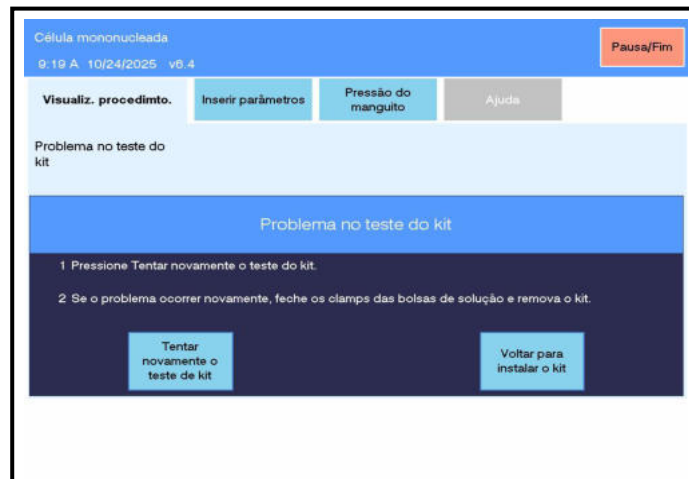 Célula mononucleada
9:19 A 10/24/2025 v6.4
Pausa/Fim
Visualiz. procedimto.
Inserir parâmetros
Pressão do
manguito
Ajuda
Problema no teste do
kit
Problema no teste do kit
1 Pressione Tentar novamente o teste do kit.
2 Se o problema ocorrer novamente, feche os clamps das bolsas de solução e remova o kit.
Tentar
novamente o
teste de kit
Voltar para
instalar o kit